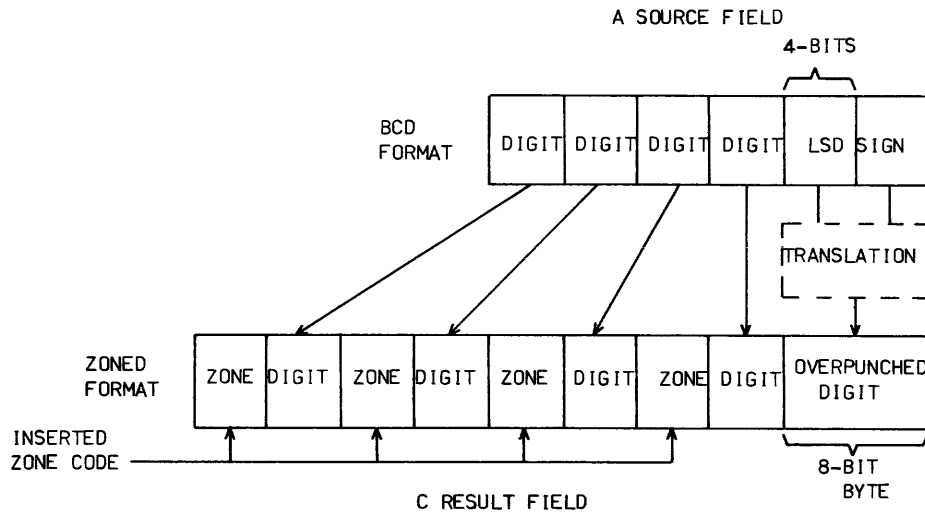 A SOURCE FIELD
4-BITS
BCD FORMAT
DIGIT DIGIT DIGIT DIGIT LSD SIGN
TRANSLATION
ZONED FORMAT
ZONE DIGIT ZONE DIGIT ZONE DIGIT ZONE DIGIT OVERPUNCHED DIGIT
INSERTED ZONE CODE
8-BIT BYTE
C RESULT FIELD